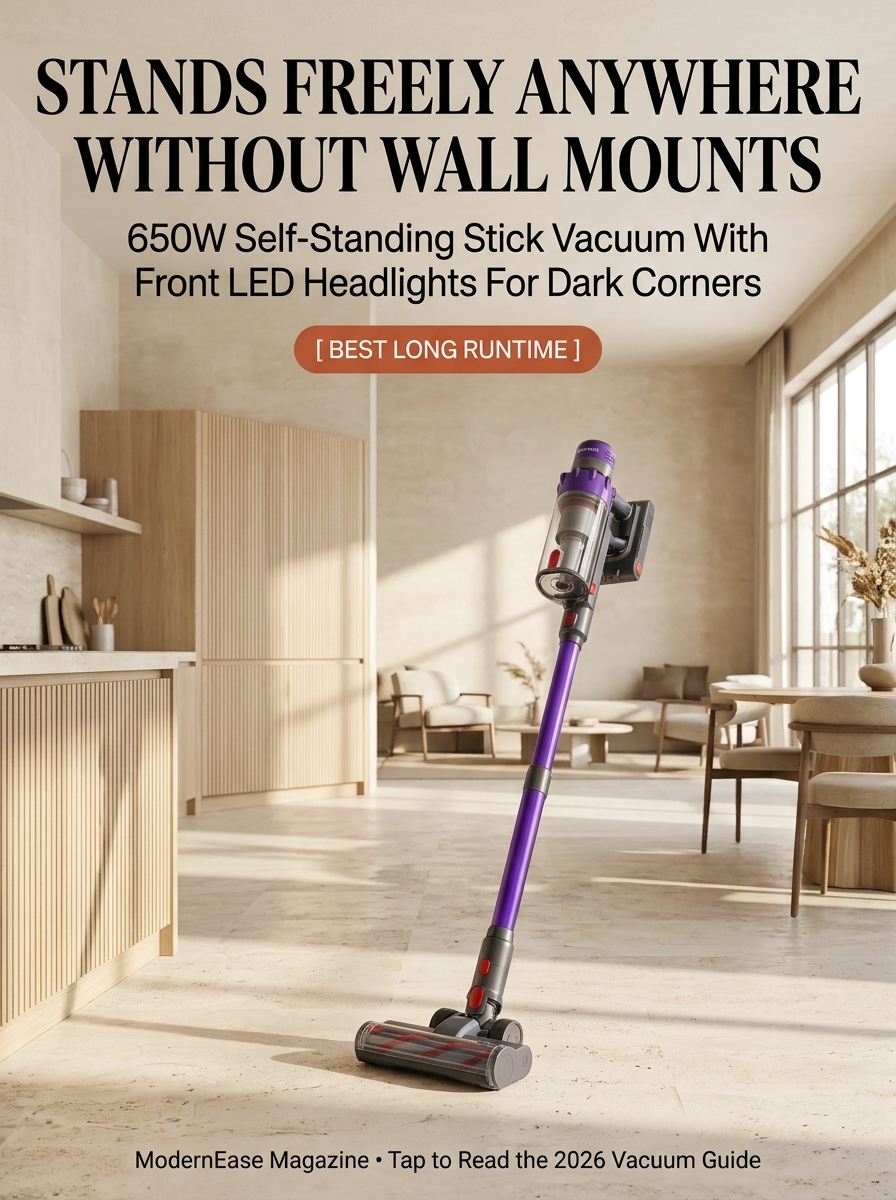 STANDS FREELY ANYWHERE
WITHOUT WALL MOUNTS
650W Self-Standing Stick Vacuum With
Front LED Headlights For Dark Corners
[ BEST LONG RUNTIME ]
ModernEase Magazine • Tap to Read the 2026 Vacuum Guide